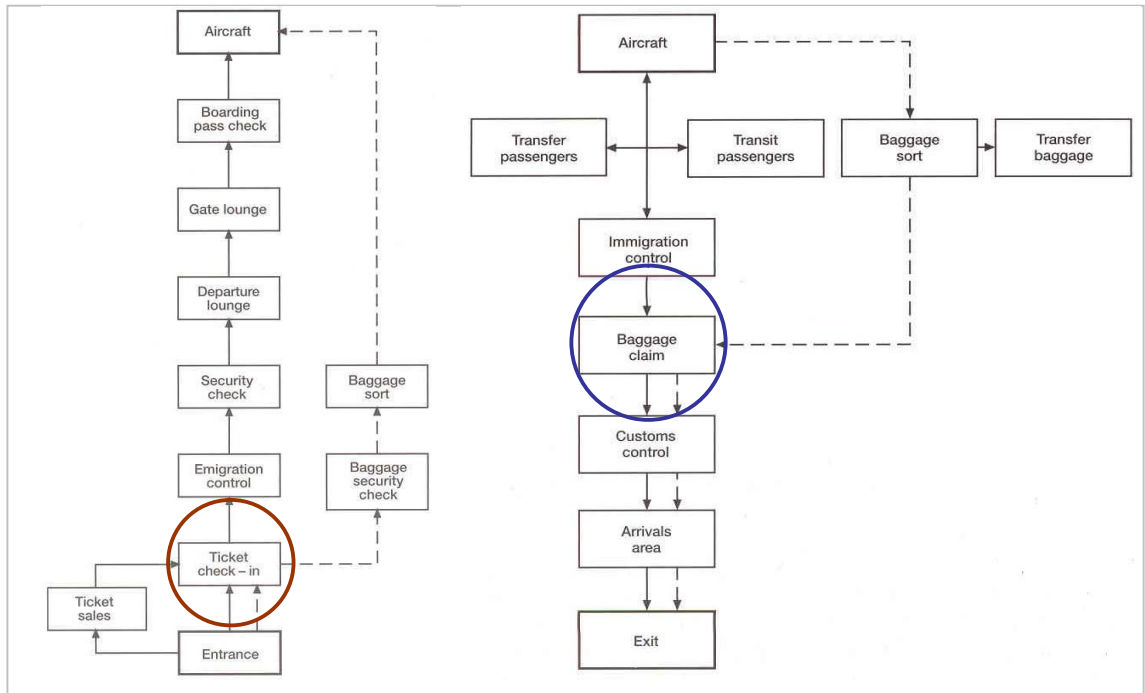 Aircraft
Boarding
pass check
Gate lounge
Departure
lounge
Security
check
Baggage
sort
Emigration
control
Baggage
security
check
Ticket
check – in
Ticket
sales
Entrance
Aircraft
Transfer
passengers
Transit
passengers
Baggage
sort
Transfer
baggage
Immigration
control
Baggage
claim
Customs
control
Arrivals
area
Exit